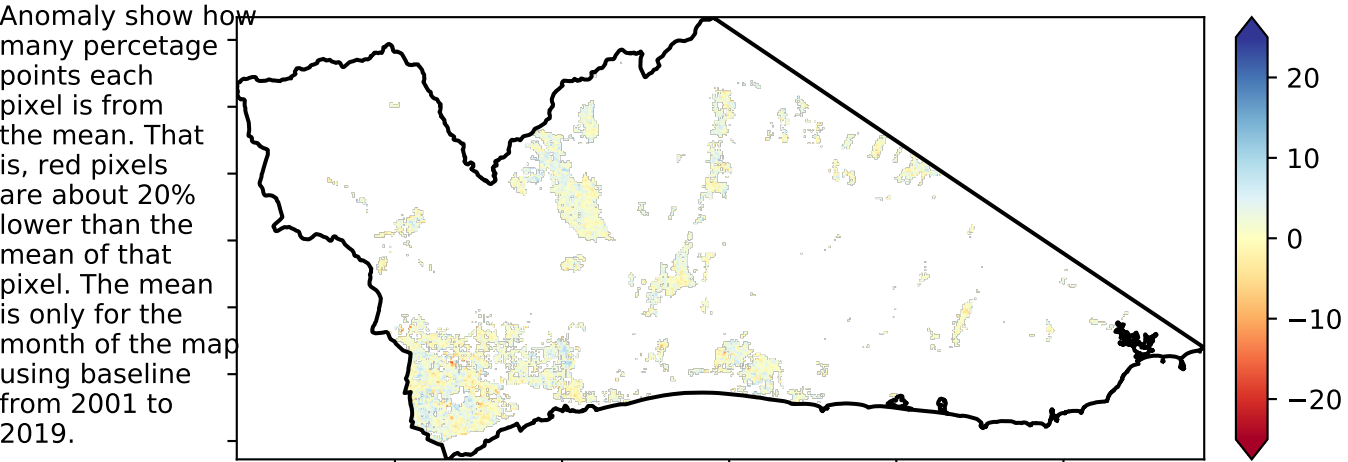 Anomaly show how
many percetage
points each
pixel is from
the mean. That
is, red pixels
are about 20%
lower than the
mean of that
pixel. The mean
is only for the
month of the map
using baseline
from 2001 to
2019.
20
10
0
−10
−20